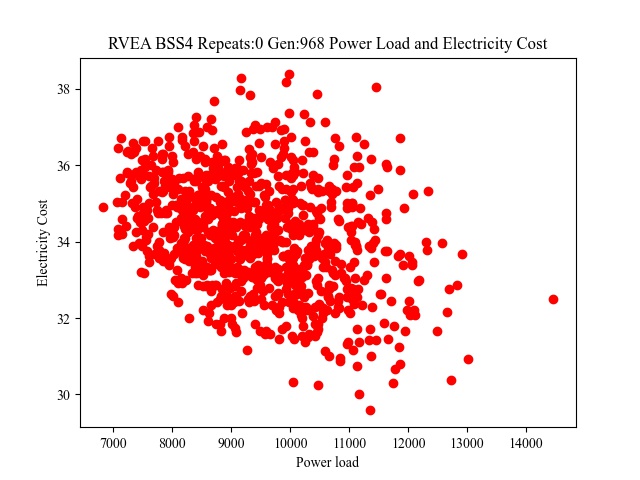 RVEA BSS4 Repeats:0 Gen:968 Power Load and Electricity Cost
38
36
34
32
30
Electricity Cost
7000 8000 9000 10000 11000 12000 13000 14000
Power load